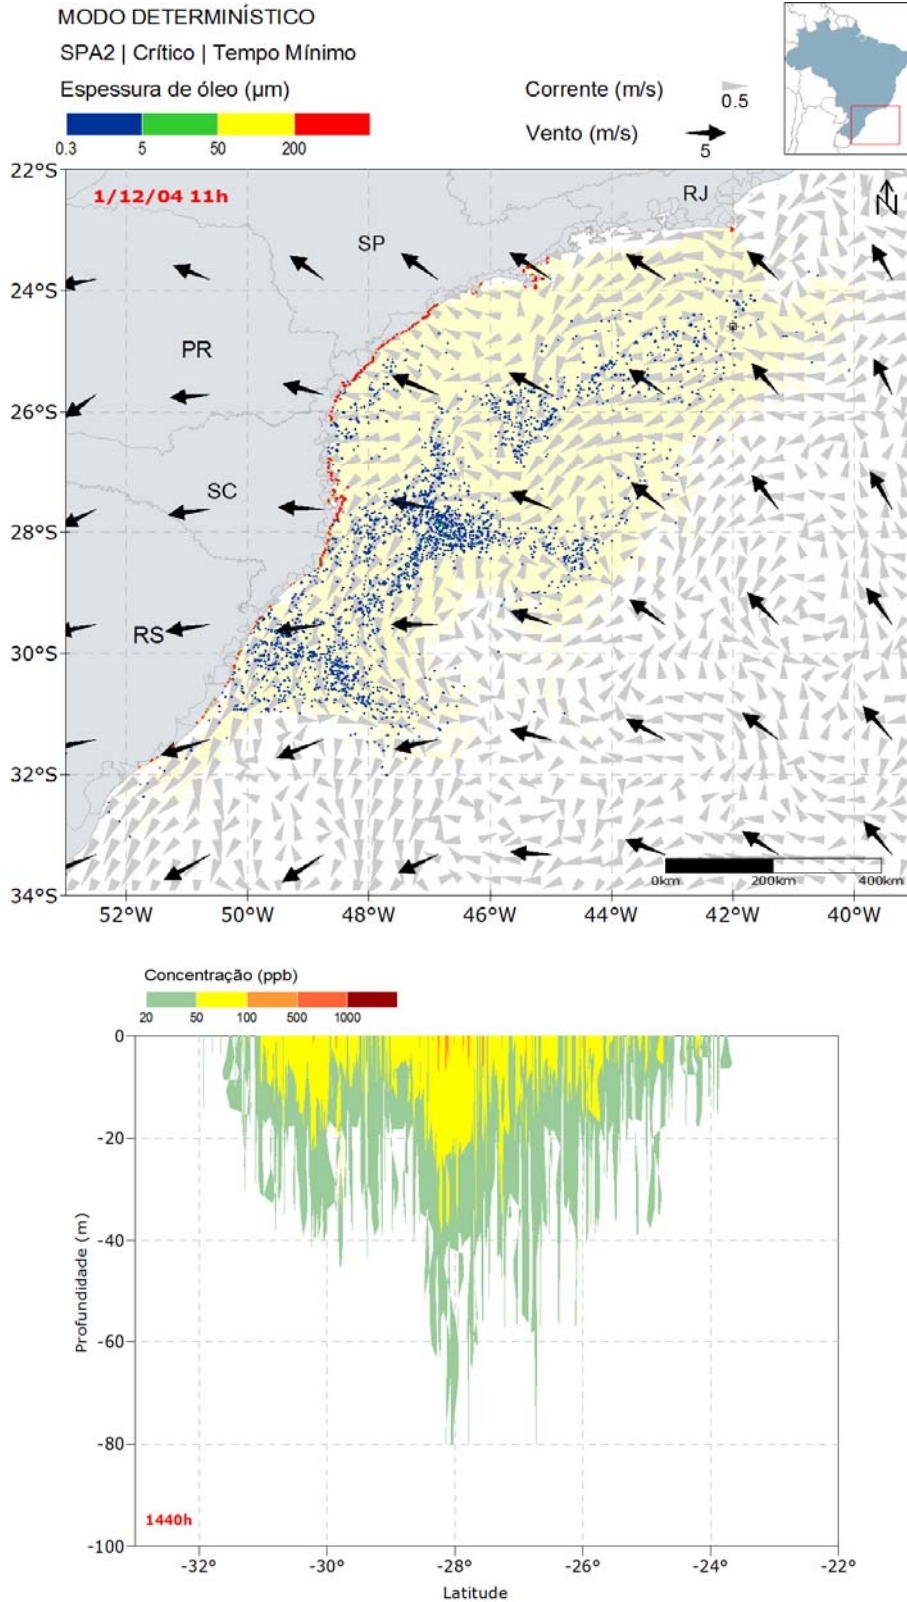 MODO DETERMINÍSTICO
SPA2 | Crítico | Tempo Mínimo
Espessura de óleo (µm)
0.3 5 50 200
Corrente (m/s) 0.5
Vento (m/s) 5
22°S
1/12/04 11h
RJ
N
SP
24°S
PR
26°S
SC
28°S
RS
30°S
32°S
0km 200km 400km
34°S
52°W 50°W 48°W 46°W 44°W 42°W 40°W
Concentração (ppb)
20 50 100 500 1000
0
-20
-40
Profundidade (m)
-60
-80
1440h
-100
-32° -30° -28° -26° -24° -22°
Latitude